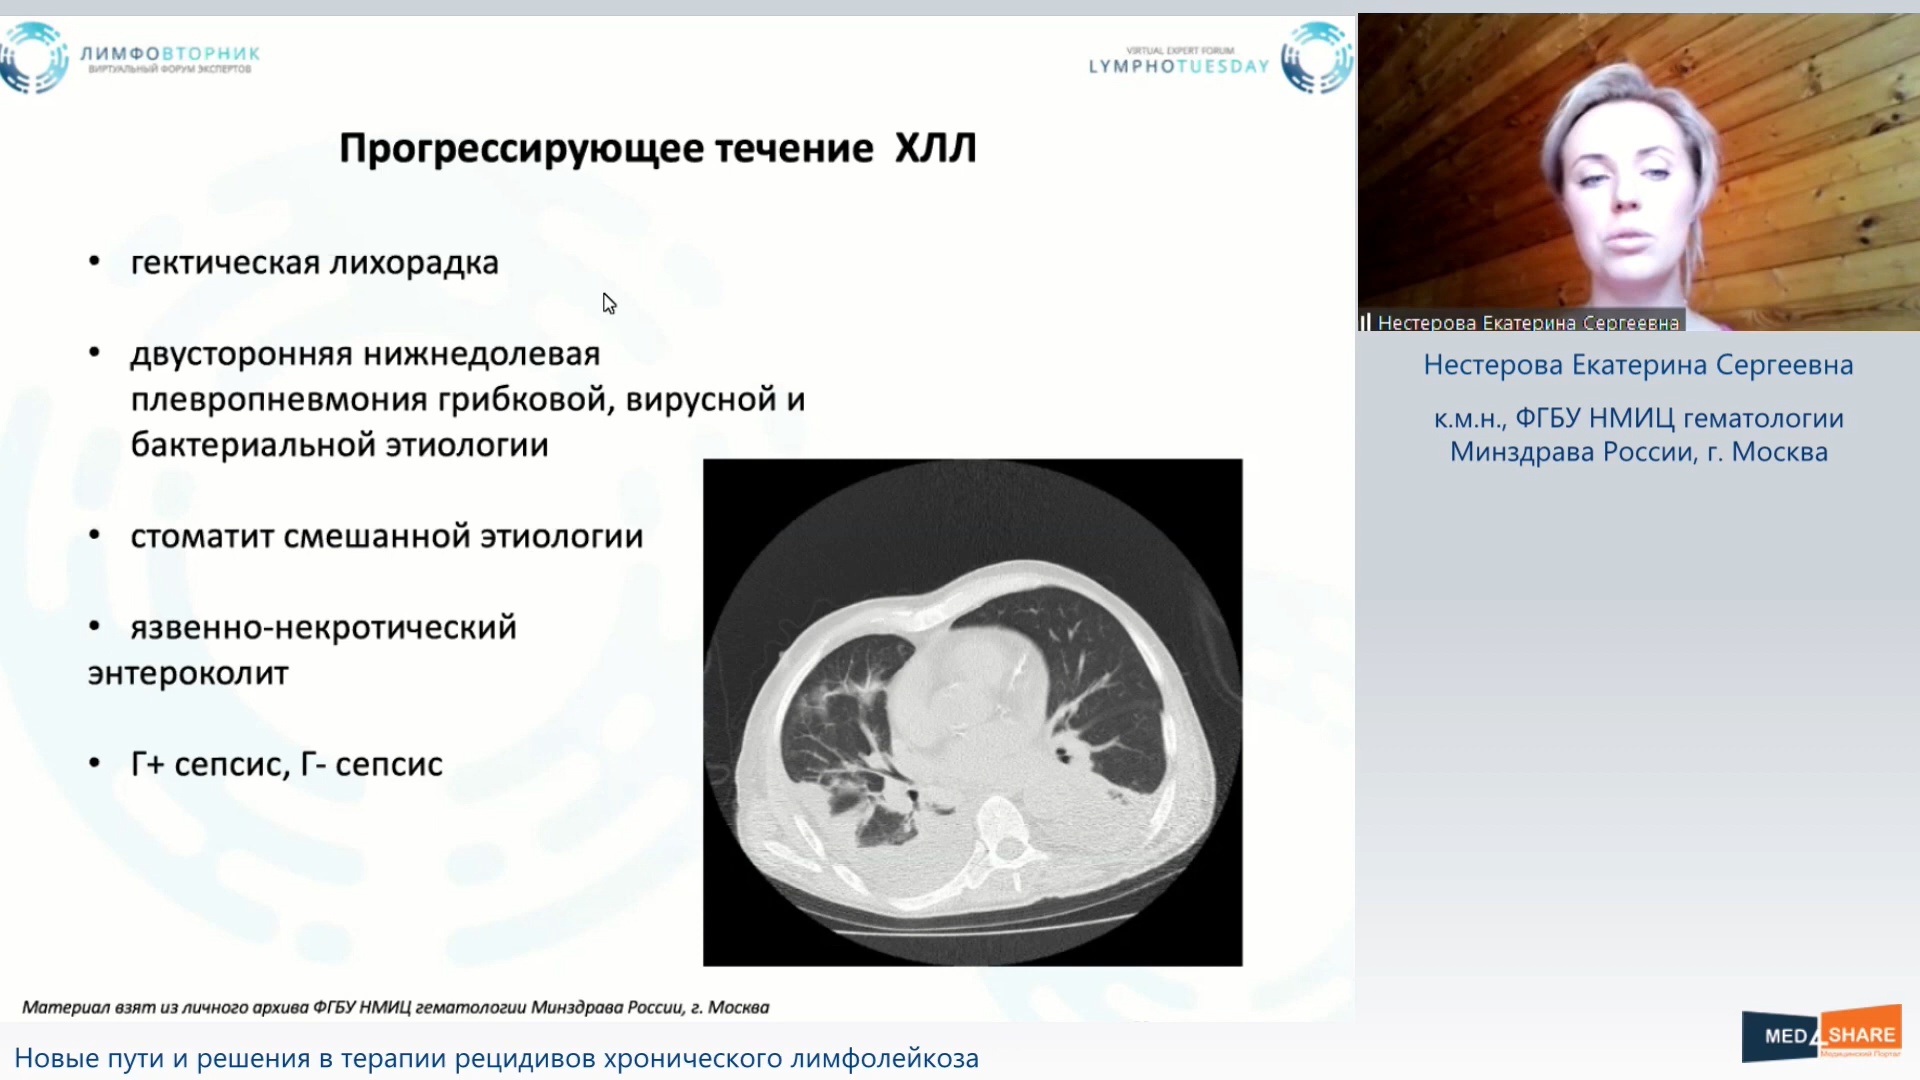 ЛИМФОВТОРНИК
ВИРТУАЛЬНЫЙ ФОРУМ ЭКСПЕРТОВ
VIRTUAL EXPERT FORUM
LYMPHOTUESDAY
Прогрессирующее течение ХЛЛ
• гектическая лихорадка
• двусторонняя нижнедолевая
плевропневмония грибковой, вирусной и
бактериальной этиологии
• стоматит смешанной этиологии
• язвенно-некротический
энтероколит
• Г+ сепсис, Г- сепсис
Материал взят из личного архива ФГБУ НМИЦ гематологии Минздрава России, г. Москва
Новые пути и решения в терапии рецидивов хронического лимфолейкоза
Нестерова Екатерина Сергеевна
Нестерова Екатерина Сергеевна
к.м.н., ФГБУ НМИЦ гематологии
Минздрава России, г. Москва
MED4SHARE
Медицинский Портал